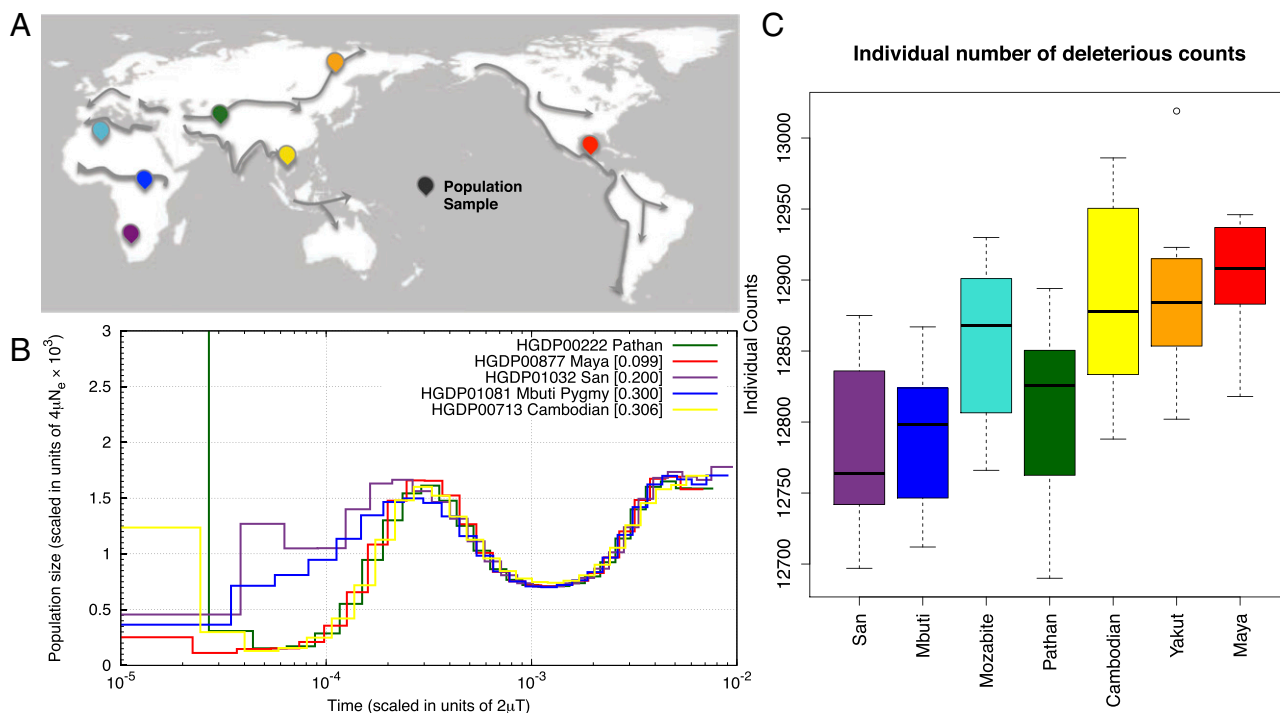 A
Population
Sample
B
Population size (scaled in units of 4μNe × 10^3)
3
2.5
2
1.5
1
0.5
0
HGDP00222 Pathan
HGDP00877 Maya [0.099]
HGDP01032 San [0.200]
HGDP01081 Mbuti Pygmy [0.300]
HGDP00713 Cambodian [0.306]
10^-5
10^-4
10^-3
10^-2
Time (scaled in units of 2μT)
C
Individual number of deleterious counts
Individual Counts
13000
12950
12900
12850
12800
12750
12700
San
Mbuti
Mozabite
Pathan
Cambodian
Yakut
Maya